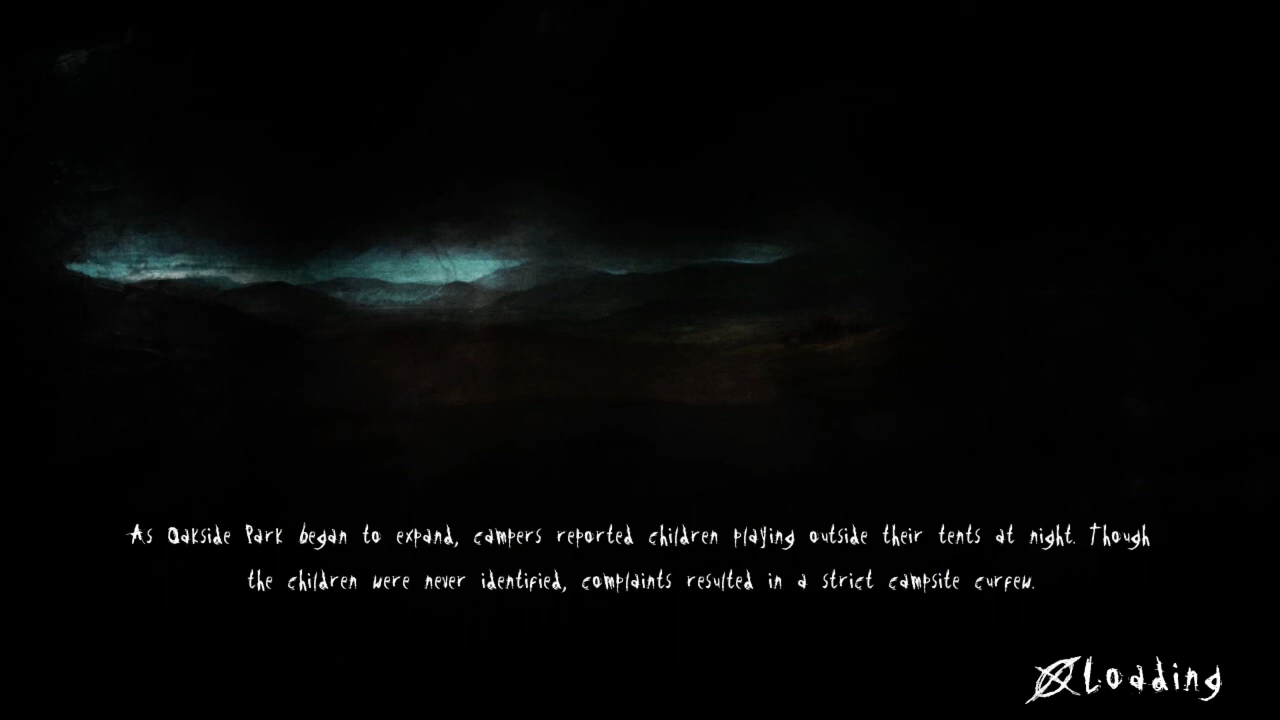 As Oakside Park began to expand, campers reported children playing outside their tents at night. Though
the children were never identified, complaints resulted in a strict campsite curfew.
Loading